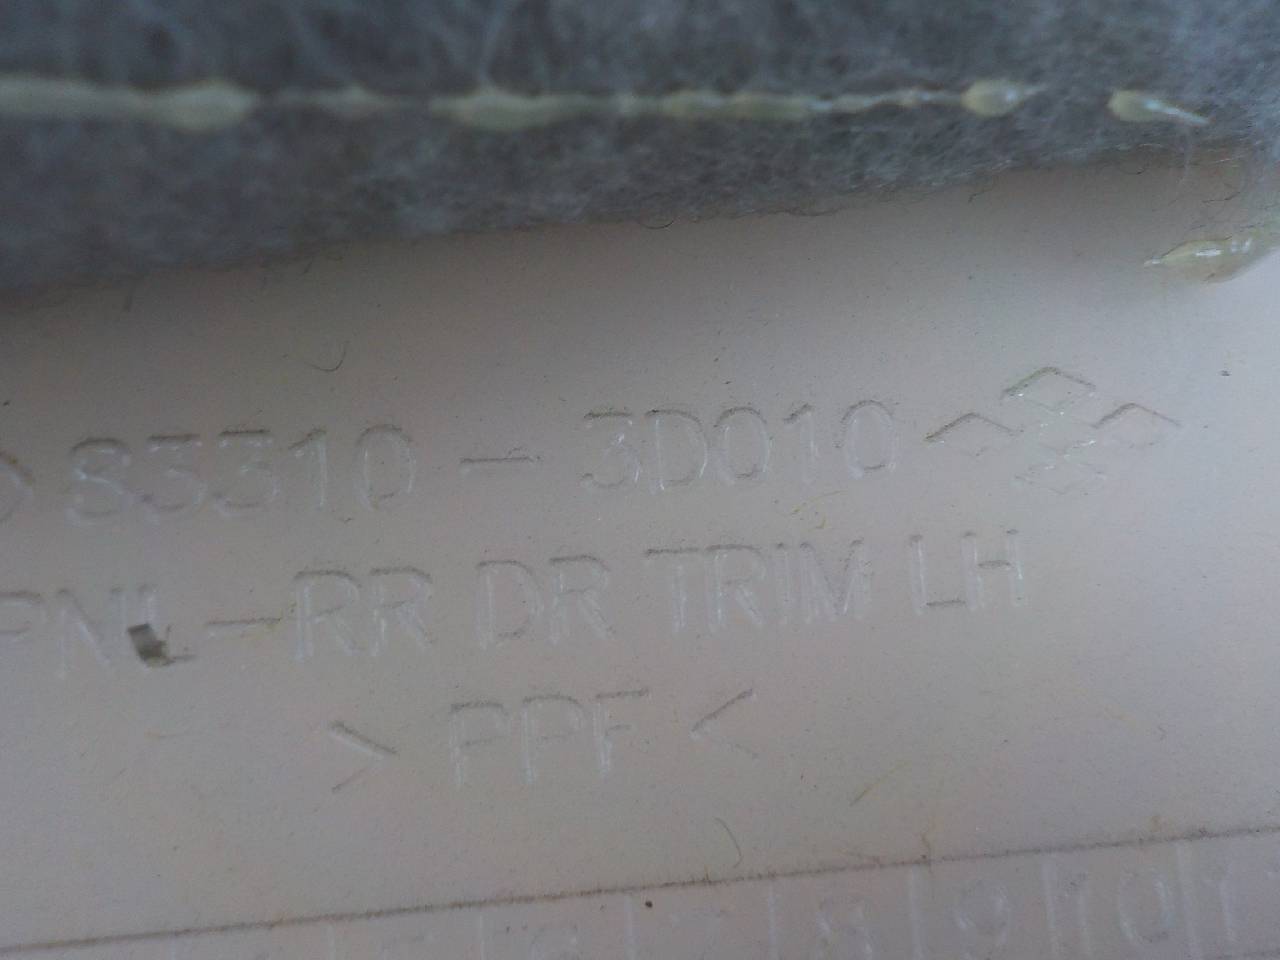 83310 - 3D010
PNL-RR DR TRIM LH
> PPF <